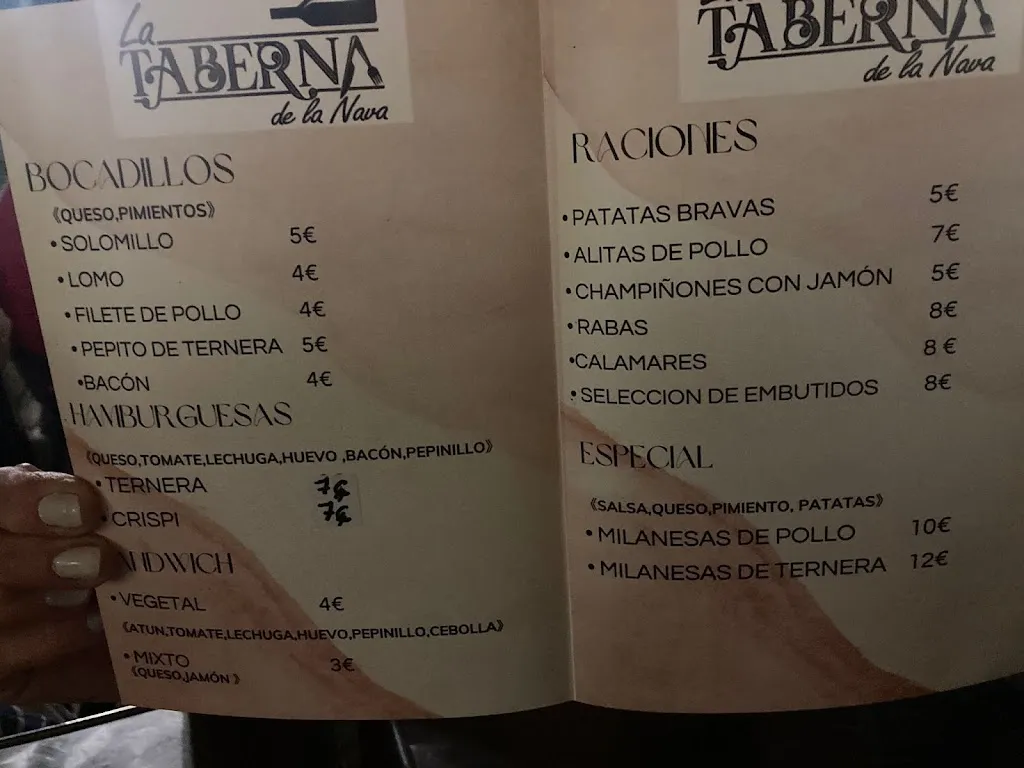 La
TABERNA
de la Nava
BOCADILLOS
《QUESO,PIMIENTOS》
•SOLOMILLO 5€
•LOMO 4€
•FILETE DE POLLO 4€
•PEPITO DE TERNERA 5€
•BACÓN 4€
HAMBURGUESAS
《QUESO,TOMATE,LECHUGA,HUEVO ,BACÓN,PEPINILLO》
•TERNERA 7€
CRISPI 7€
ANDWICH
•VEGETAL 4€
《ATUN,TOMATE,LECHUGA,HUEVO,PEPINILLO,CEBOLLA》
•MIXTO 3€
《QUESO,JAMÓN 》
TABERNA
de la Nava
RACIONES
•PATATAS BRAVAS 5€
•ALITAS DE POLLO 7€
•CHAMPIÑONES CON JAMÓN 5€
•RABAS 8€
•CALAMARES 8 €
•SELECCION DE EMBUTIDOS 8€
ESPECIAL
《SALSA,QUESO,PIMIENTO, PATATAS》
•MILANESAS DE POLLO 10€
•MILANESAS DE TERNERA 12€